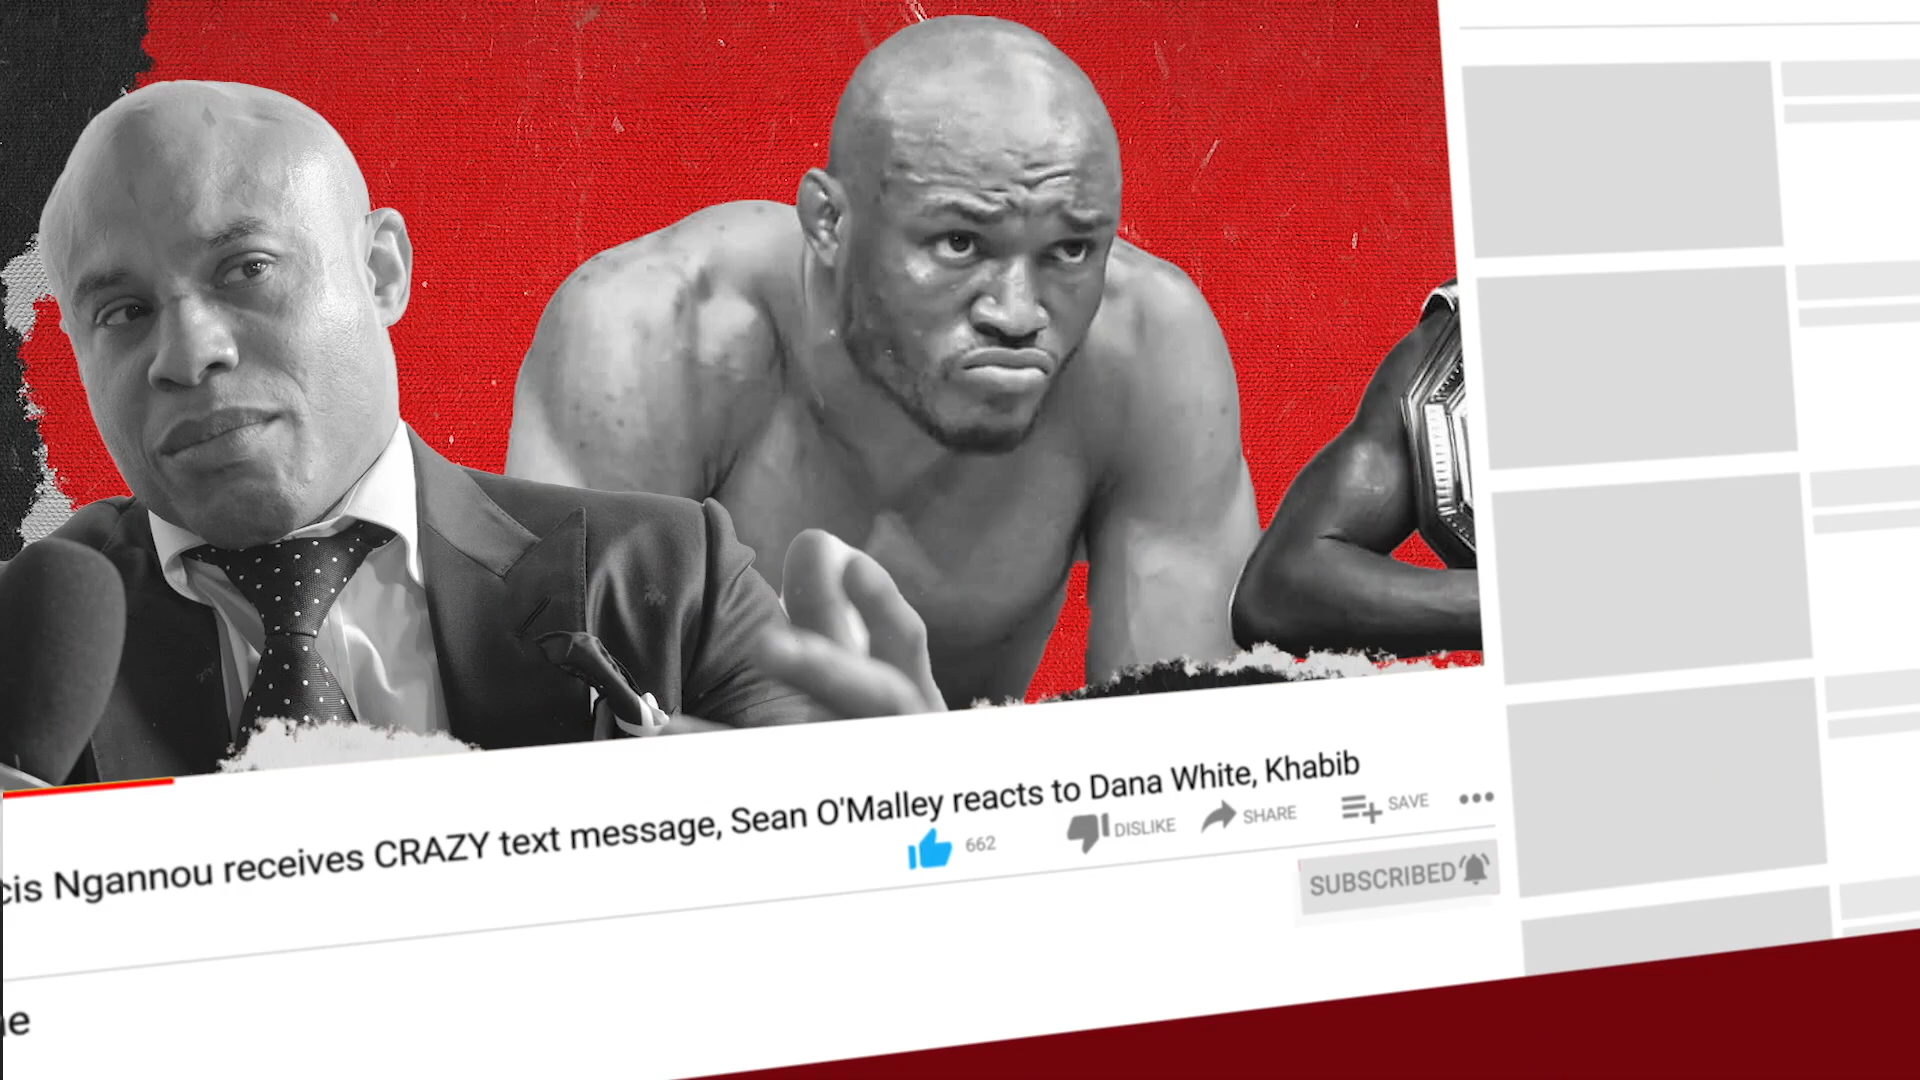 cis Ngannou receives CRAZY text message, Sean O'Malley reacts to Dana White, Khabib
662 DISLIKE SHARE SAVE
SUBSCRIBED
e